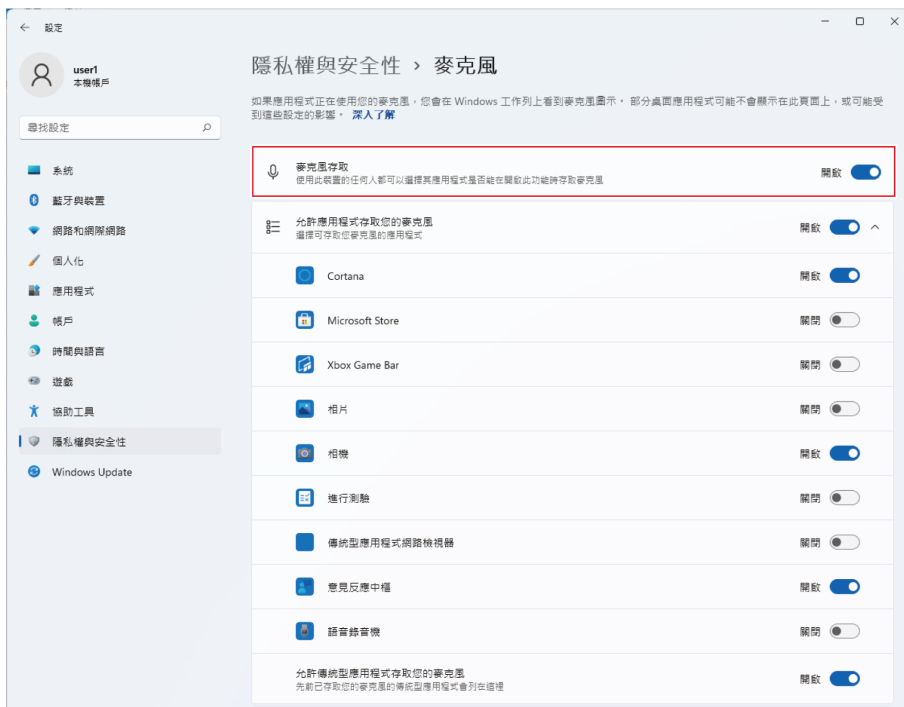 設定
user1
本機帳戶
尋找設定
系統
藍牙與裝置
網路和網際網路
個人化
應用程式
帳戶
時間與語言
遊戲
協助工具
隱私權與安全性
Windows Update
隱私權與安全性 › 麥克風
如果應用程式正在使用您的麥克風，您會在 Windows 工作列上看到麥克風圖示。 部分桌面應用程式可能不會顯示在此頁面上，或可能受
到這些設定的影響。 深入了解
麥克風存取
使用此裝置的任何人都可以選擇其應用程式是否能在開啟此功能時存取麥克風
開啟
允許應用程式存取您的麥克風
選擇可存取您麥克風的應用程式
開啟
Cortana
開啟
Microsoft Store
關閉
Xbox Game Bar
關閉
相片
關閉
相機
開啟
進行測驗
關閉
傳統型應用程式網路檢視器
關閉
意見反應中樞
開啟
語音錄音機
關閉
允許傳統型應用程式存取您的麥克風
先前已存取您的麥克風的傳統型應用程式會列在這裡
開啟